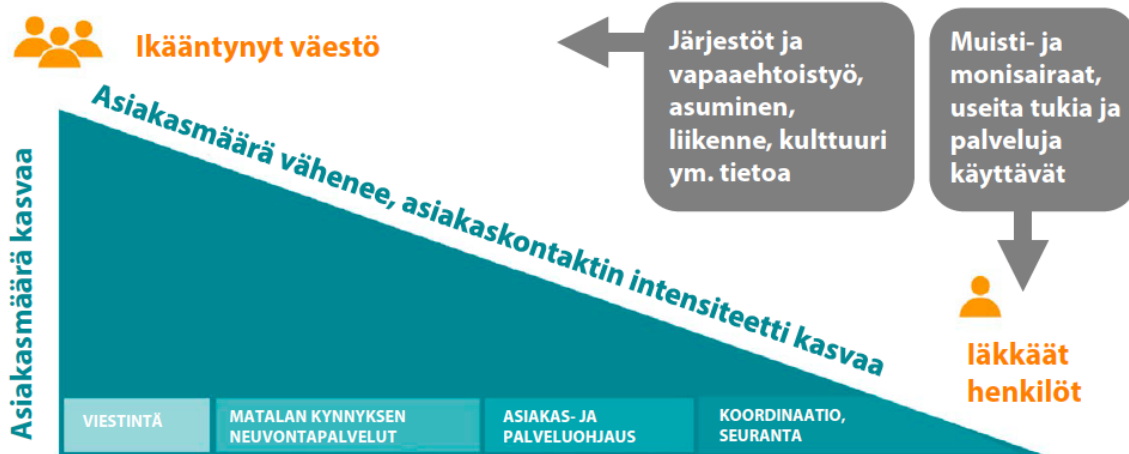 Ikääntynyt väestö
Järjestöt ja
vapaaehtoistyö,
asuminen,
liikenne, kulttuuri
ym. tietoa
Muisti- ja
monisairaat,
useita tukia ja
palveluja
käyttävät
Asiakasmäärä kasvaa
Asiakasmäärä vähenee, asiakaskontaktin intensiteetti kasvaa
Iäkkäät
henkilöt
VIESTINTÄ
MATALAN KYNNYKSEN
NEUVONTAPALVELUT
ASIAKAS- JA
PALVELUOHJAUS
KOORDINAATIO,
SEURANTA